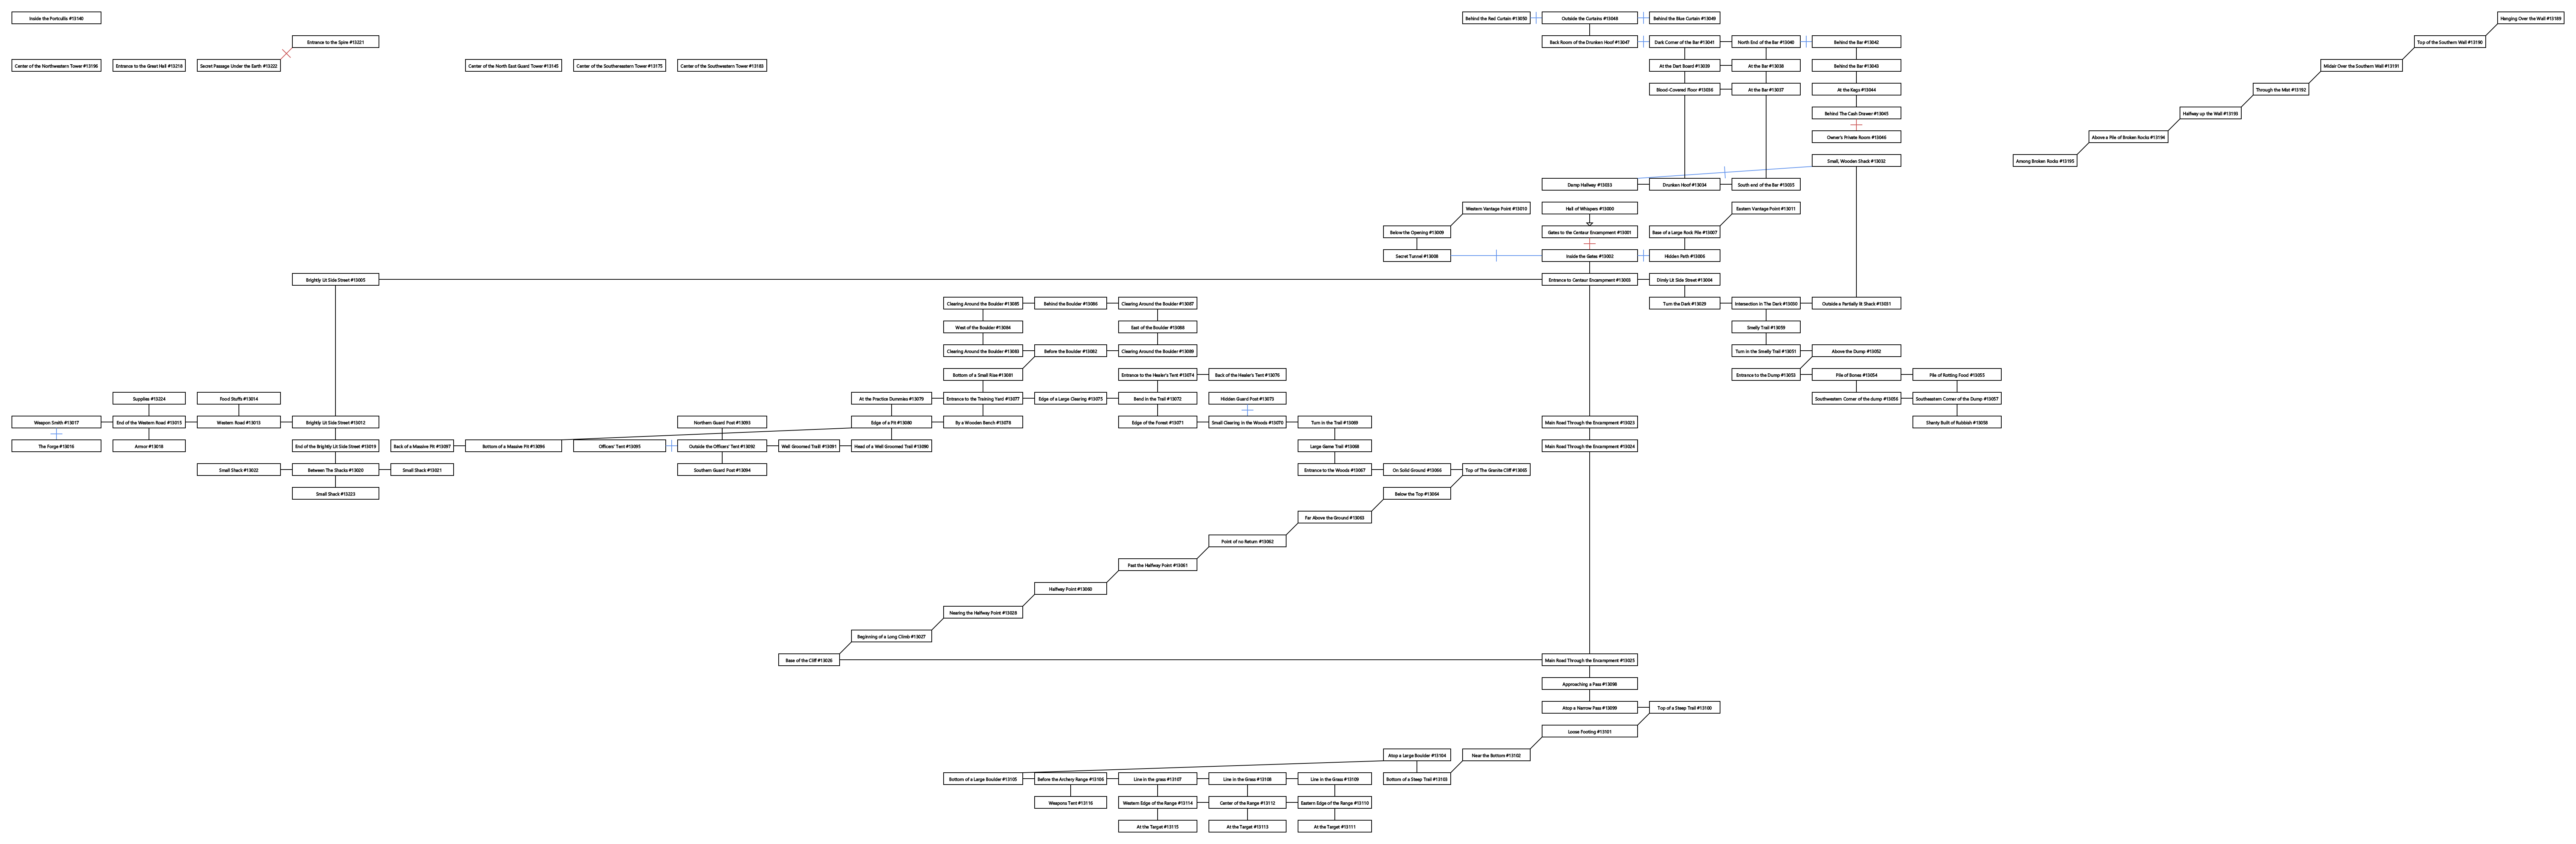 Inside the Portcullis #13140
Behind the Red Curtain #13050
Outside the Curtains #13048
Behind the Blue Curtain #13049
Hanging Over the Wall #13189
Entrance to the Spire #13221
Back Room of the Drunken Hoof #13047
Dark Corner of the Bar #13041
North End of the Bar #13040
Behind the Bar #13042
Top of the Southern Wall #13190
Center of the Northwestern Tower #13196
Entrance to the Great Hall #13218
Secret Passage Under the Earth #13222
Center of the North East Guard Tower #13145
Center of the Southereastern Tower #13175
Center of the Southwestern Tower #13183
At the Dart Board #13039
At the Bar #13038
Behind the Bar #13043
Midair Over the Southern Wall #13191
Blood-Covered Floor #13036
At the Bar #13037
At the Kegs #13044
Through the Mist #13192
Behind The Cash Drawer #13045
Halfway up the Wall #13193
Owner's Private Room #13046
Above a Pile of Broken Rocks #13194
Small, Wooden Shack #13032
Among Broken Rocks #13195
Damp Hallway #13033
Drunken Hoof #13034
South end of the Bar #13035
Western Vantage Point #13010
Hall of Whispers #13000
Eastern Vantage Point #13011
Below the Opening #13009
Gates to the Centaur Encampment #13001
Base of a Large Rock Pile #13007
Secret Tunnel #13008
Inside the Gates #13002
Hidden Path #13006
Brightly Lit Side Street #13005
Entrance to Centaur Encampment #13003
Dimly Lit Side Street #13004
Clearing Around the Boulder #13085
Behind the Boulder #13086
Clearing Around the Boulder #13087
Turn the Dark #13029
Intersection in The Dark #13030
Outside a Partially lit Shack #13031
West of the Boulder #13084
East of the Boulder #13088
Smelly Trail #13059
Clearing Around the Boulder #13083
Before the Boulder #13082
Clearing Around the Boulder #13089
Turn in the Smelly Trail #13051
Above the Dump #13052
Bottom of a Small Rise #13081
Entrance to the Healer's Tent #13074
Back of the Healer's Tent #13076
Entrance to the Dump #13053
Pile of Bones #13054
Pile of Rotting Food #13055
Supplies #13224
Food Stuffs #13014
At the Practice Dummies #13079
Entrance to the Training Yard #13077
Edge of a Large Clearing #13075
Bend in the Trail #13072
Hidden Guard Post #13073
Southwestern Corner of the dump #13056
Southeastern Corner of the Dump #13057
Weapon Smith #13017
End of the Western Road #13015
Western Road #13013
Brightly Lit Side Street #13012
Northern Guard Post #13093
Edge of a Pit #13080
By a Wooden Bench #13078
Edge of the Forest #13071
Small Clearing in the Woods #13070
Turn in the Trail #13069
Main Road Through the Encampment #13023
Shanty Built of Rubbish #13058
The Forge #13016
Armor #13018
End of the Brightly Lit Side Street #13019
Back of a Massive Pit #13097
Bottom of a Massive Pit #13096
Officers' Tent #13095
Outside the Officers' Tent #13092
Well Groomed Traill #13091
Head of a Well-Groomed Trail #13090
Large Game Trail #13068
Main Road Through the Encampment #13024
Small Shack #13022
Between The Shacks #13020
Small Shack #13021
Southern Guard Post #13094
Entrance to the Woods #13067
On Solid Ground #13066
Top of The Granite Cliff #13065
Small Shack #13223
Below the Top #13064
Far Above the Ground #13063
Point of no Return #13062
Past the Halfway Point #13061
Halfway Point #13060
Nearing the Halfway Point #13028
Beginning of a Long Climb #13027
Base of the Cliff #13026
Main Road Through the Encampment #13025
Approaching a Pass #13098
Atop a Narrow Pass #13099
Top of a Steep Trail #13100
Loose Footing #13101
Atop a Large Boulder #13104
Near the Bottom #13102
Bottom of a Large Boulder #13105
Before the Archery Range #13106
Line in the grass #13107
Line in the Grass #13108
Line in the Grass #13109
Bottom of a Steep Trail #13103
Weapons Tent #13116
Western Edge of the Range #13114
Center of the Range #13112
Eastern Edge of the Range #13110
At the Target #13115
At the Target #13113
At the Target #13111